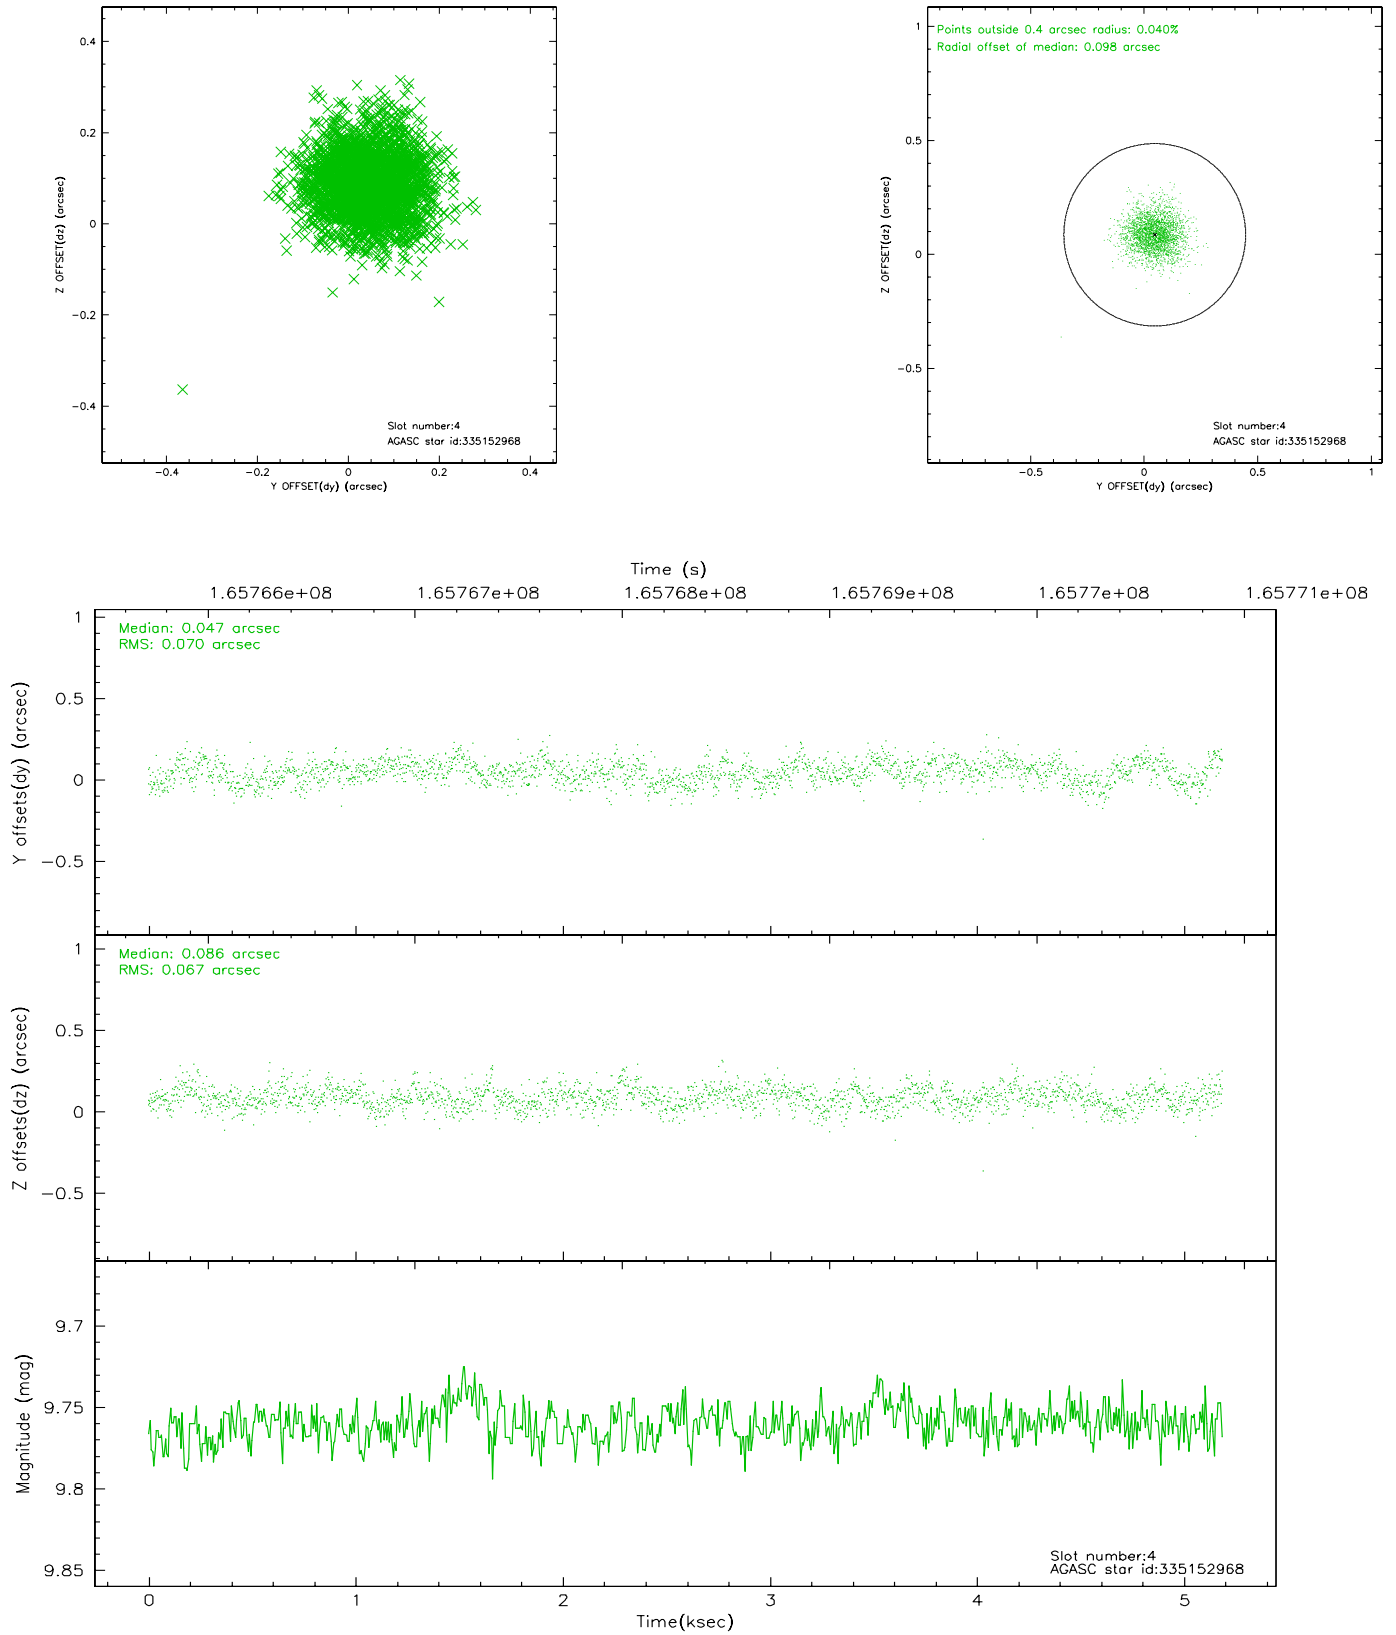 0.4
0.2
0
−0.2
−0.4
Z OFFSET(dz) (arcsec)
Slot number:4
AGASC star id:335152968
−0.4 −0.2 0 0.2 0.4
Y OFFSET(dy) (arcsec)
Points outside 0.4 arcsec radius: 0.040%
Radial offset of median: 0.098 arcsec
1
0.5
0
−0.5
Z OFFSET(dz) (arcsec)
Slot number:4
AGASC star id:335152968
−0.5 0 0.5 1
Y OFFSET(dy) (arcsec)
Time (s)
1.65766e+08 1.65767e+08 1.65768e+08 1.65769e+08 1.6577e+08 1.65771e+08
Median: 0.047 arcsec
RMS: 0.070 arcsec
1
0.5
0
−0.5
Y offsets(dy) (arcsec)
Median: 0.086 arcsec
RMS: 0.067 arcsec
1
0.5
0
−0.5
Z offsets(dz) (arcsec)
9.7
9.75
9.8
9.85
Magnitude (mag)
Slot number:4
AGASC star id:335152968
0 1 2 3 4 5
Time(ksec)